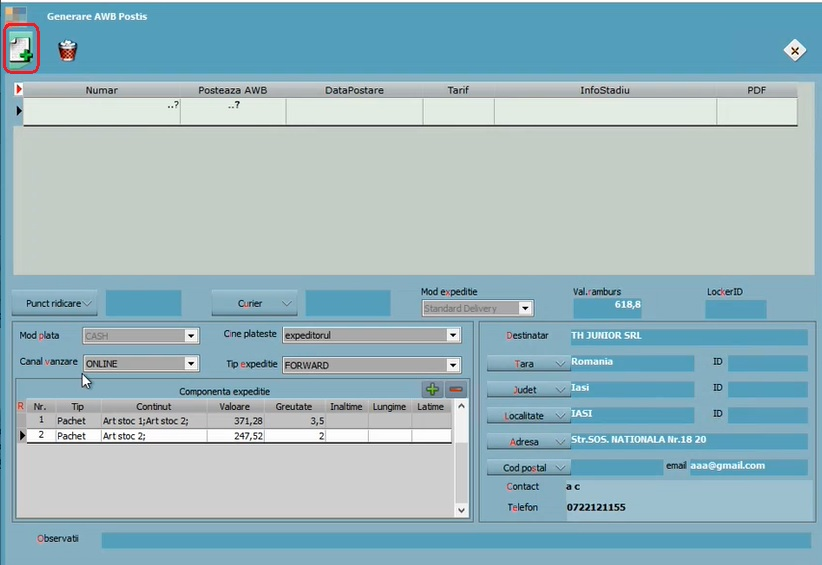 Generare AWB Postis
Numar Posteaza AWB DataPostare Tarif InfoStadiu PDF
..? ..?
Punct ridicare Curier Mod expeditie Val.ramburs LockerID
Standard Delivery 618,8
Mod plata CASH Cine plateste expeditorul
Canal vanzare ONLINE Tip expeditie FORWARD
Componenta expeditie
R Nr. Tip Continut Valoare Greutate Inaltime Lungime Latime
1 Pachet Art stoc 1;Art stoc 2; 371,28 3,5
2 Pachet Art stoc 2; 247,52 2
Destinatar TH JUNIOR SRL
Tara Romania ID
Judet Iasi ID
Localitate IASI ID
Adresa Str.SOS. NATIONALA Nr.18 20
Cod postal email aaa@gmail.com
Contact a c
Telefon 0722121155
Observatii